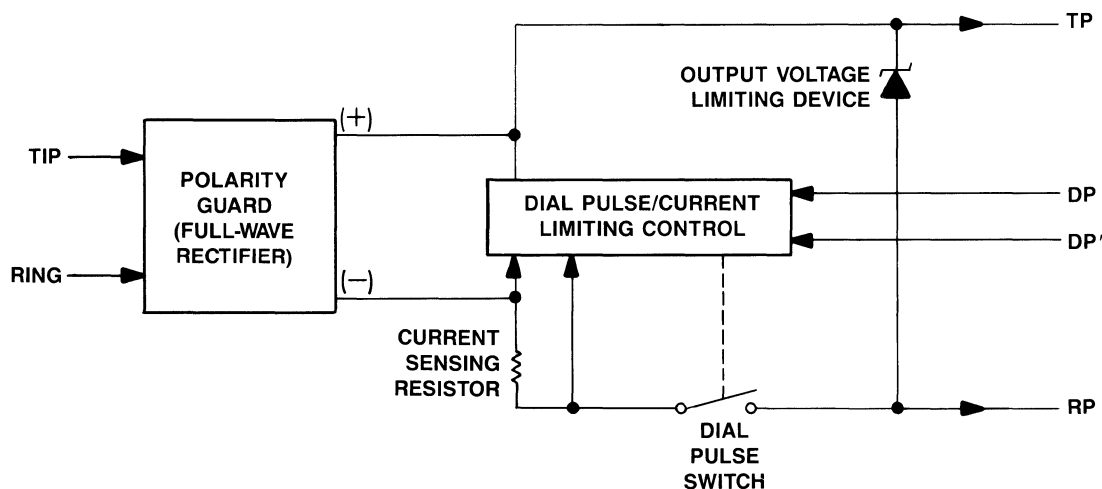 TP
OUTPUT VOLTAGE
LIMITING DEVICE
(+)
TIP
POLARITY
GUARD
(FULL-WAVE
RECTIFIER)
DIAL PULSE/CURRENT
LIMITING CONTROL
DP
DP'
RING
(−)
CURRENT
SENSING
RESISTOR
RP
DIAL
PULSE
SWITCH